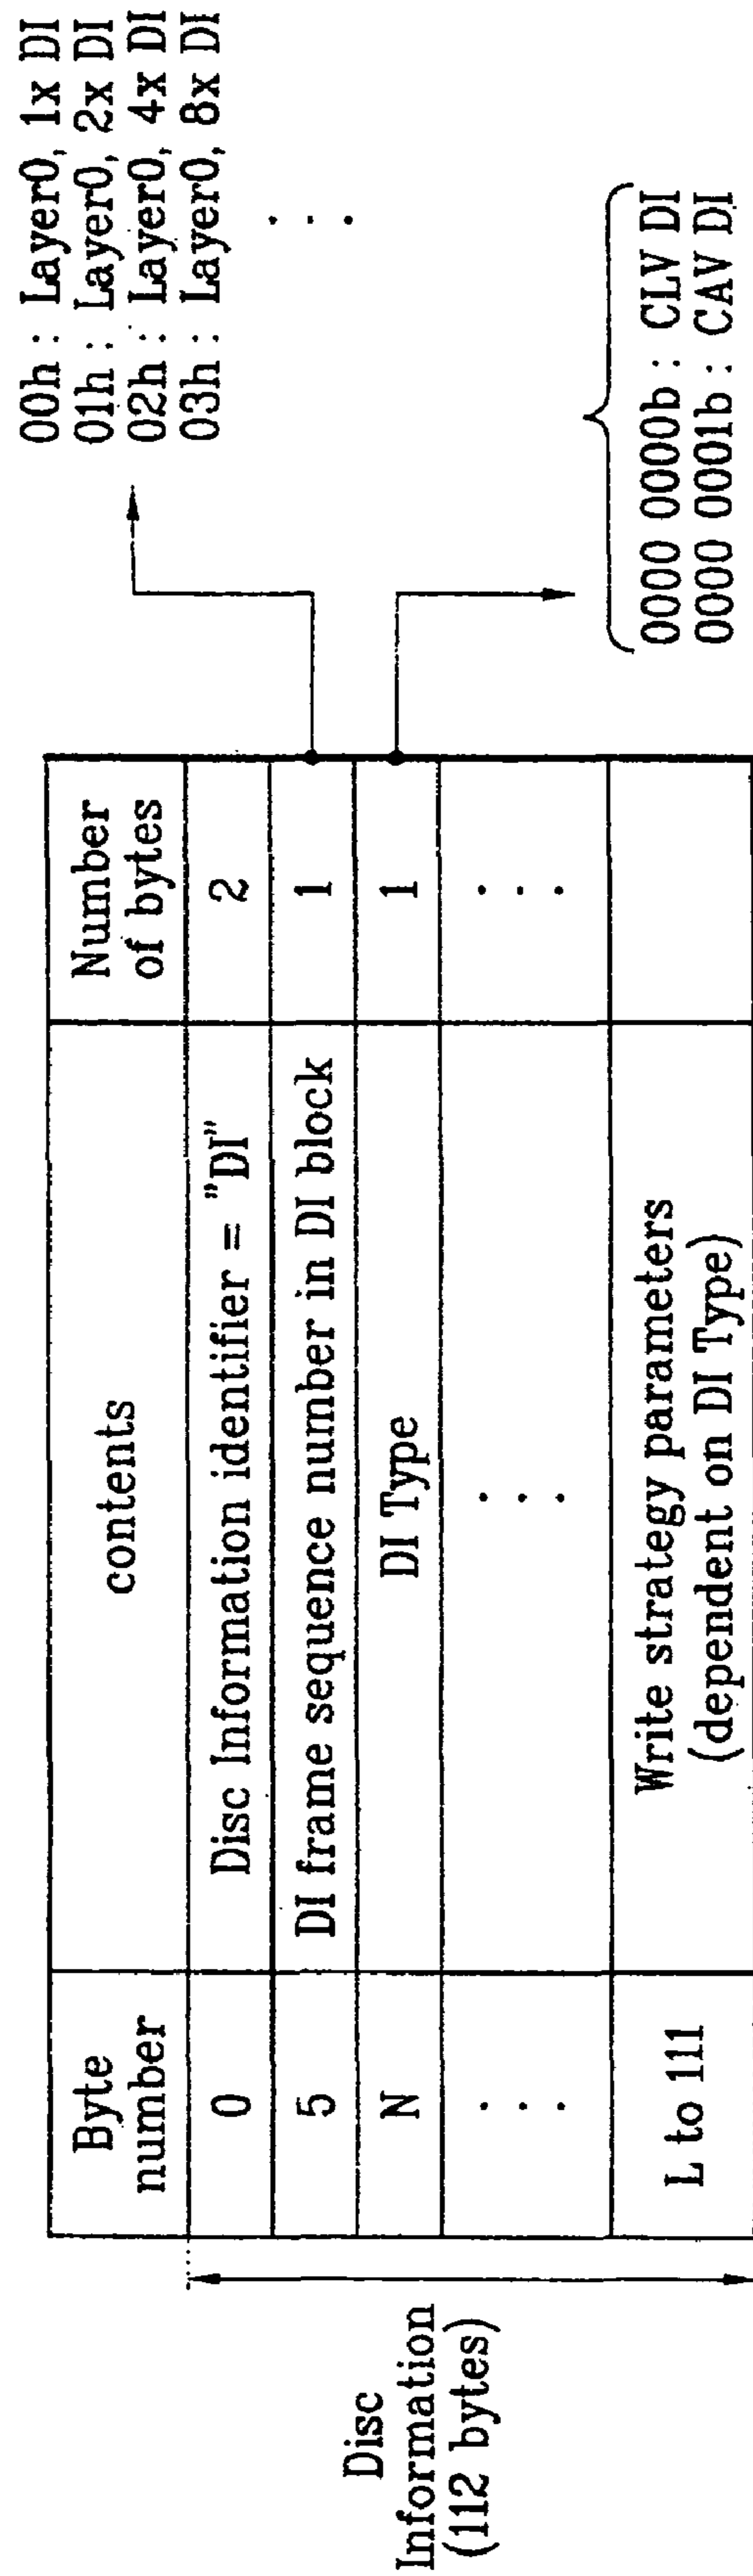 Disc
Information
(112 bytes)
Byte
number
contents
Number
of bytes
0
Disc Information identifier = "DI"
2
5
DI frame sequence number in DI block
1
N
DI Type
1
. . .
. . .
. . .
L to 111
Write strategy parameters
(dependent on DI Type)
00h : Layer0, 1x DI
01h : Layer0, 2x DI
02h : Layer0, 4x DI
03h : Layer0, 8x DI
. . .
0000 0000b : CLV DI
0000 0001b : CAV DI